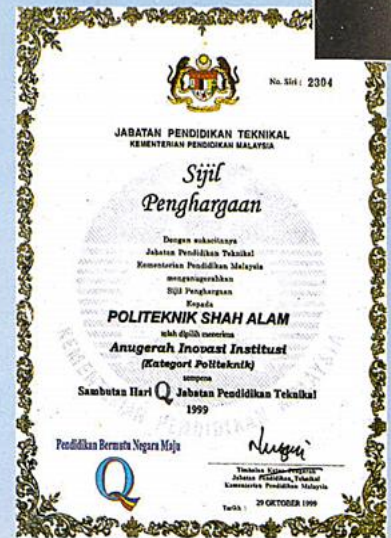 No. Siri : 2304
JABATAN PENDIDIKAN TEKNIKAL
KEMENTERIAN PENDIDIKAN MALAYSIA
Sijil
Penghargaan
Dengan sukacitanya
Jabatan Pendidikan Teknikal
Kementerian Pendidikan Malaysia
menganugerahkan
Sijil Penghargaan
Kepada
POLITEKNIK SHAH ALAM
telah dipilih menerima
Anugerah Inovasi Institusi
(Kategori Politeknik)
sempena
Sambutan Hari Q Jabatan Pendidikan Teknikal
1999
Pendidikan Bermutu Negara Maju
Q
Timbalan Ketua Pengarah
Jabatan Pendidikan Teknikal
Kementerian Pendidikan Malaysia
Tarikh : 29 OKTOBER 1999